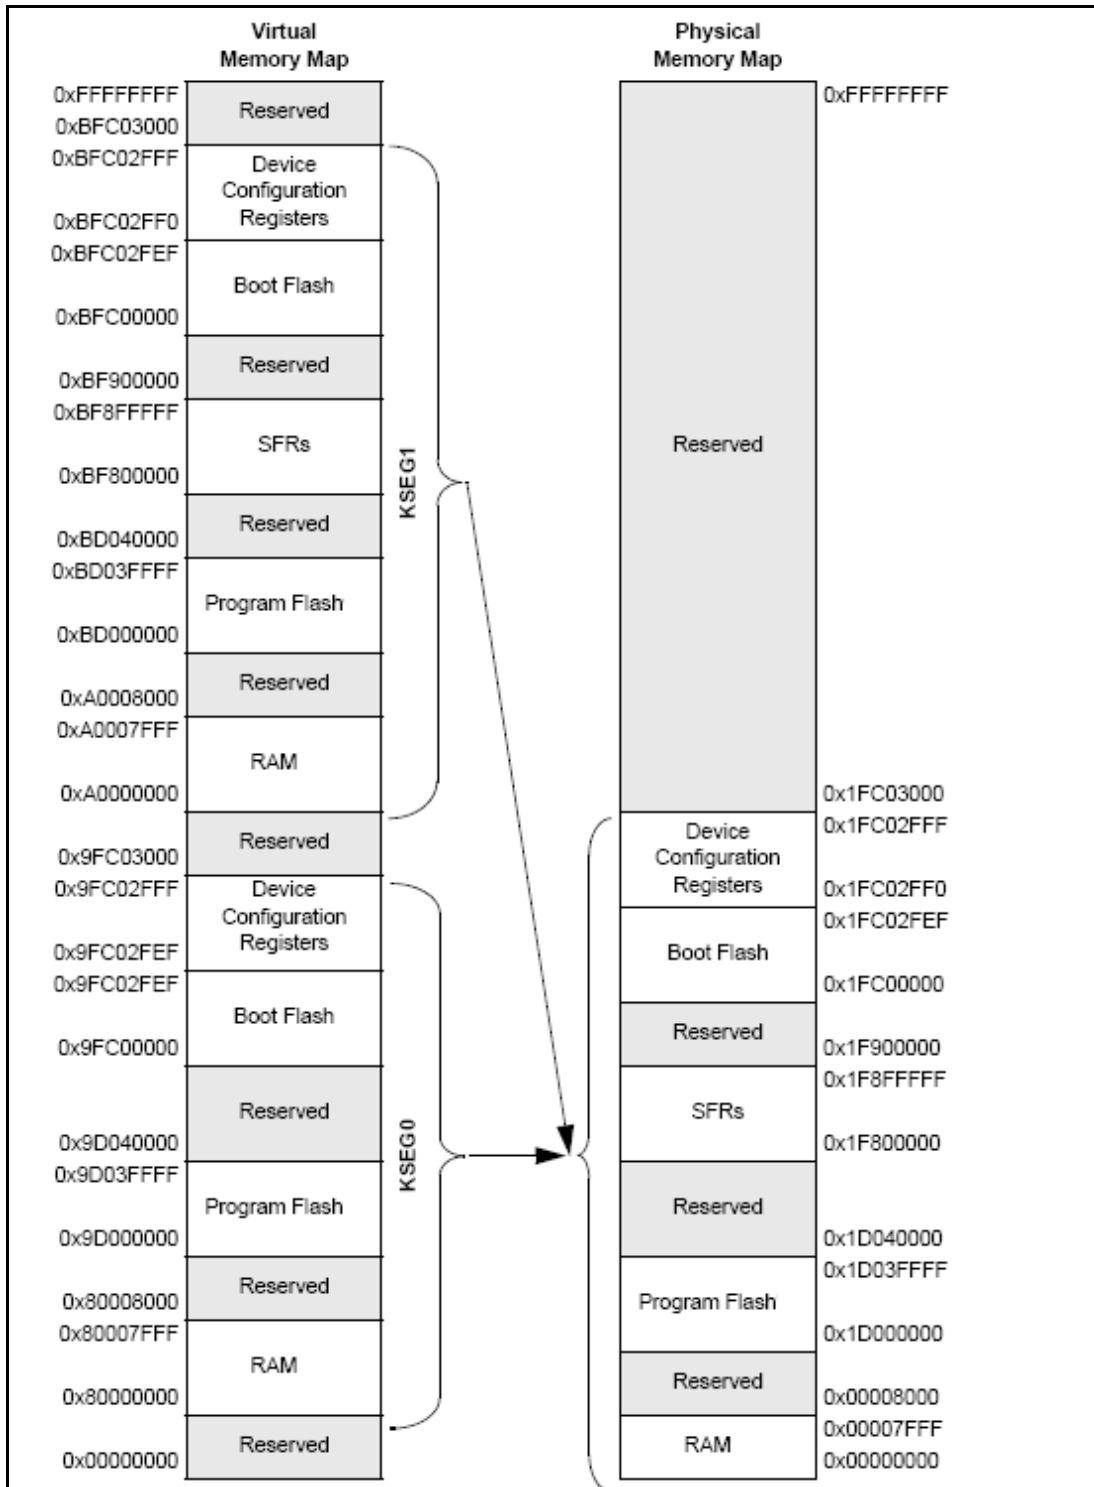 Virtual
Memory Map
0xFFFFFFFF
Reserved
0xBFC03000
0xBFC02FFF
Device
Configuration
Registers
0xBFC02FF0
0xBFC02FEF
Boot Flash
0xBFC00000
Reserved
0xBF900000
0xBF8FFFFF
SFRs
0xBF800000
Reserved
0xBD040000
0xBD03FFFF
Program Flash
0xBD000000
Reserved
0xA0008000
0xA0007FFF
RAM
0xA0000000
KSEG1
Reserved
0x9FC03000
0x9FC02FFF
Device
Configuration
Registers
0x9FC02FEF
0x9FC02FEF
Boot Flash
0x9FC00000
Reserved
0x9D040000
0x9D03FFFF
Program Flash
0x9D000000
Reserved
0x80008000
0x80007FFF
RAM
0x80000000
KSEG0
Reserved
0x00000000
Physical
Memory Map
0xFFFFFFFF
Reserved
0x1FC03000
Device
Configuration
Registers
0x1FC02FFF
0x1FC02FF0
0x1FC02FEF
Boot Flash
0x1FC00000
Reserved
0x1F900000
0x1F8FFFFF
SFRs
0x1F800000
Reserved
0x1D040000
0x1D03FFFF
Program Flash
0x1D000000
Reserved
0x00008000
0x00007FFF
RAM
0x00000000